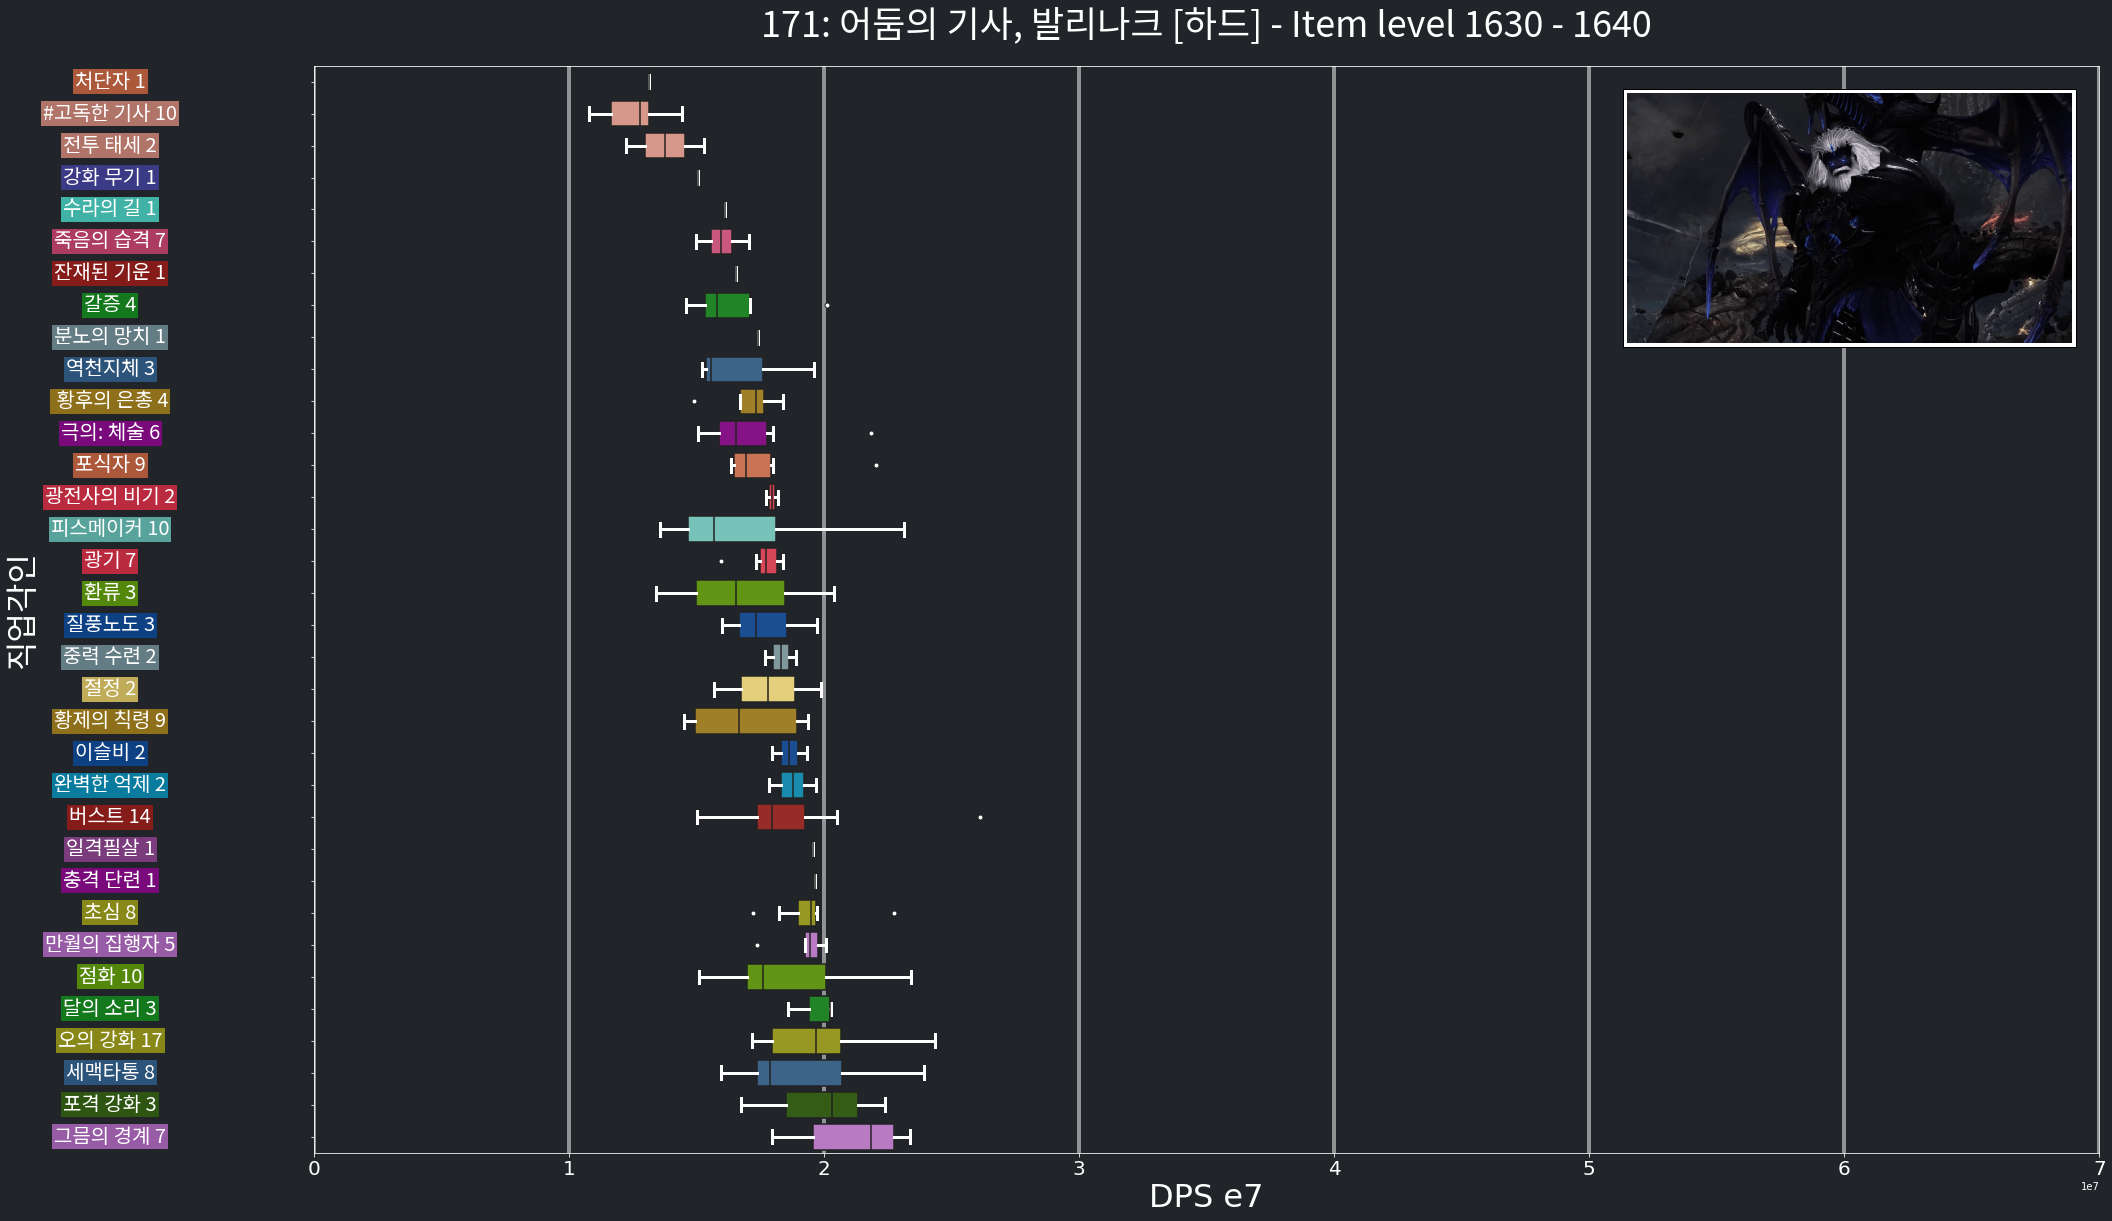 171: 어둠의 기사, 발리나크 [하드] - Item level 1630 - 1640
처단자 1
#고독한 기사 10
전투 태세 2
강화 무기 1
수라의 길 1
죽음의 습격 7
잔재된 기운 1
갈증 4
분노의 망치 1
역천지체 3
황후의 은총 4
극의: 체술 6
포식자 9
광전사의 비기 2
피스메이커 10
광기 7
환류 3
질풍노도 3
중력 수련 2
절정 2
황제의 칙령 9
이슬비 2
완벽한 억제 2
버스트 14
일격필살 1
충격 단련 1
초심 8
만월의 집행자 5
점화 10
달의 소리 3
오의 강화 17
세맥타통 8
포격 강화 3
그믐의 경계 7
직업각인
0 1 2 3 4 5 6 7
1e7
DPS e7